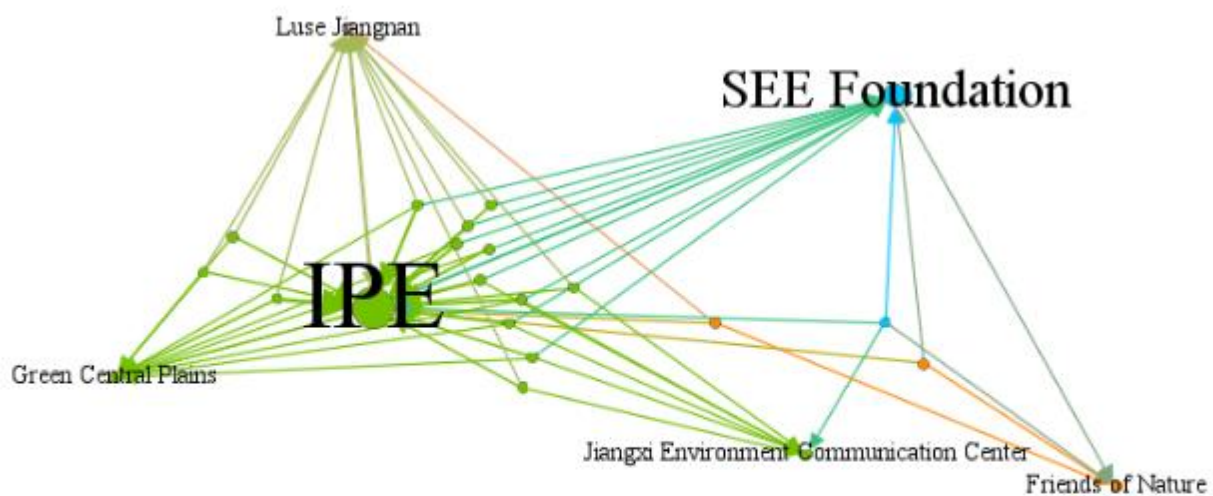 Luse Jiangnan
SEE Foundation
IPE
Green Central Plains
Jiangxi Environment Communication Center
Friends of Nature